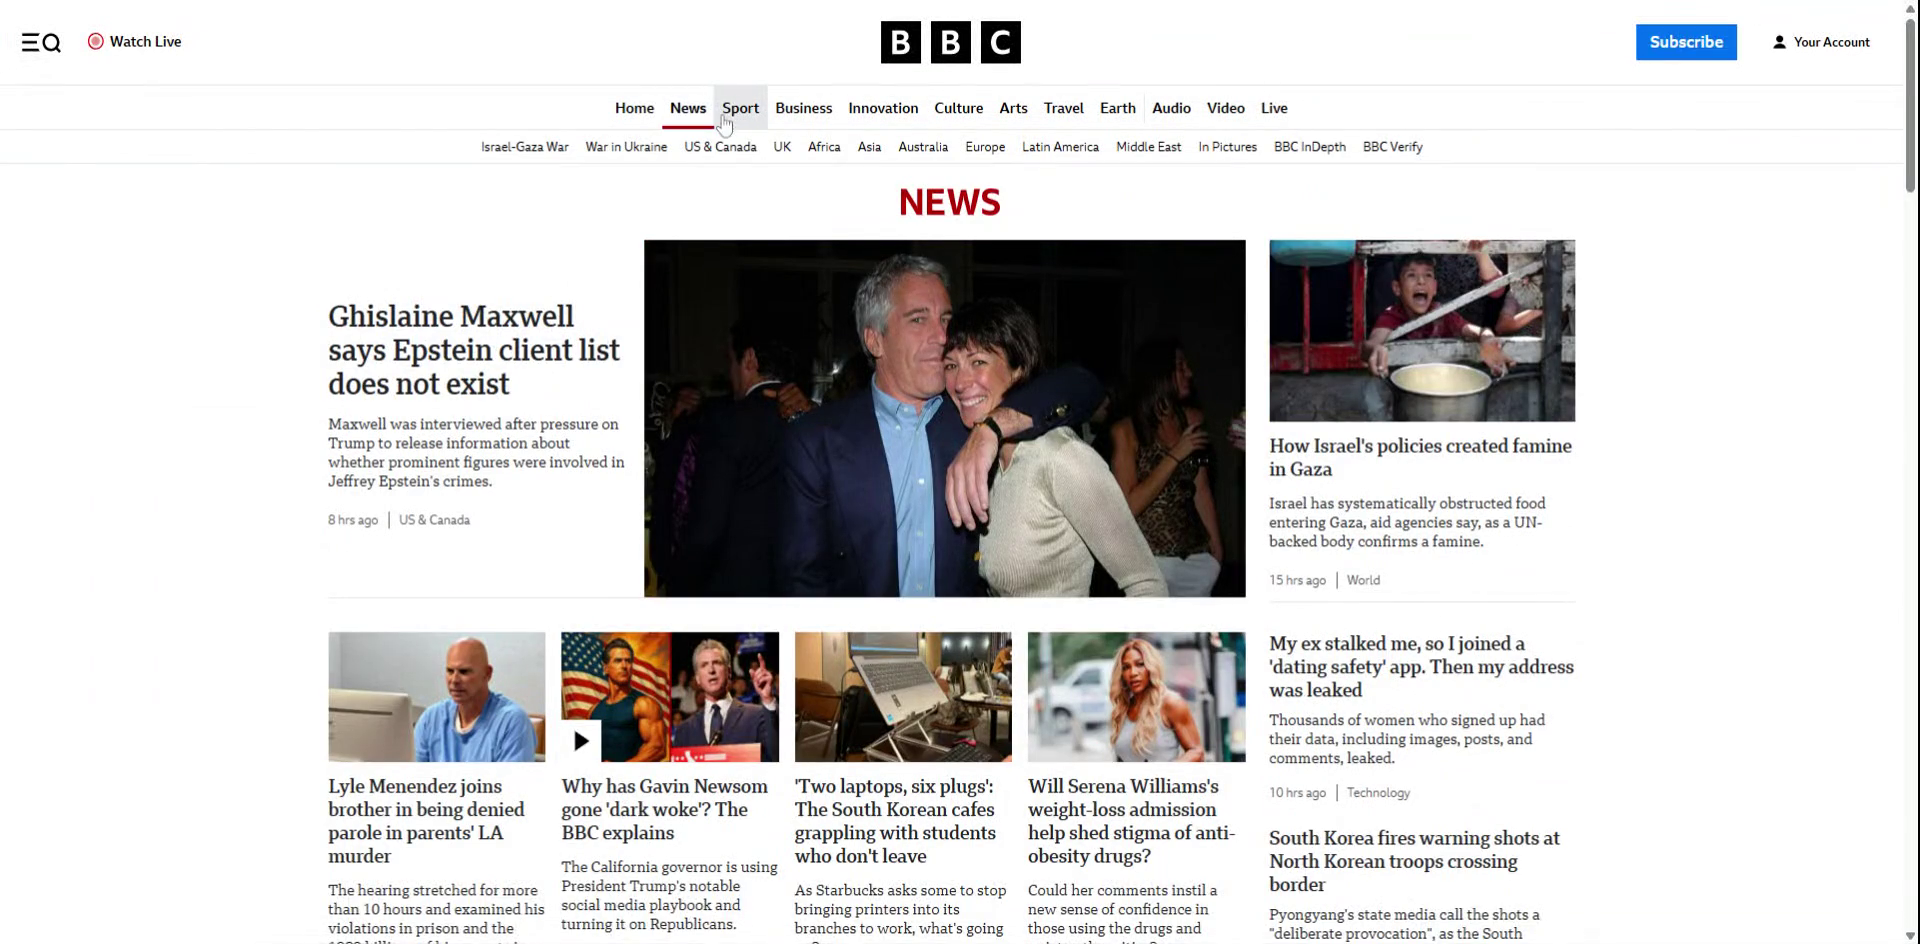 Watch Live
BBC
Subscribe
Your Account
Home News Sport Business Innovation Culture Arts Travel Earth Audio Video Live
Israel-Gaza War War in Ukraine US & Canada UK Africa Asia Australia Europe Latin America Middle East In Pictures BBC InDepth BBC Verify
NEWS
Ghislaine Maxwell
says Epstein client list
does not exist
Maxwell was interviewed after pressure on
Trump to release information about
whether prominent figures were involved in
Jeffrey Epstein's crimes.
8 hrs ago | US & Canada
How Israel's policies created famine
in Gaza
Israel has systematically obstructed food
entering Gaza, aid agencies say, as a UN-
backed body confirms a famine.
15 hrs ago | World
Lyle Menendez joins
brother in being denied
parole in parents' LA
murder
The hearing stretched for more
than 10 hours and examined his
violations in prison and the
Why has Gavin Newsom
gone 'dark woke'? The
BBC explains
The California governor is using
President Trump's notable
social media playbook and
turning it on Republicans.
'Two laptops, six plugs':
The South Korean cafes
grappling with students
who don't leave
As Starbucks asks some to stop
bringing printers into its
branches to work, what's going
Will Serena Williams's
weight-loss admission
help shed stigma of anti-
obesity drugs?
Could her comments instil a
new sense of confidence in
those using the drugs and
My ex stalked me, so I joined a
'dating safety' app. Then my address
was leaked
Thousands of women who signed up had
their data, including images, posts, and
comments, leaked.
10 hrs ago | Technology
South Korea fires warning shots at
North Korean troops crossing
border
Pyongyang's state media call the shots a
"deliberate provocation", as the South